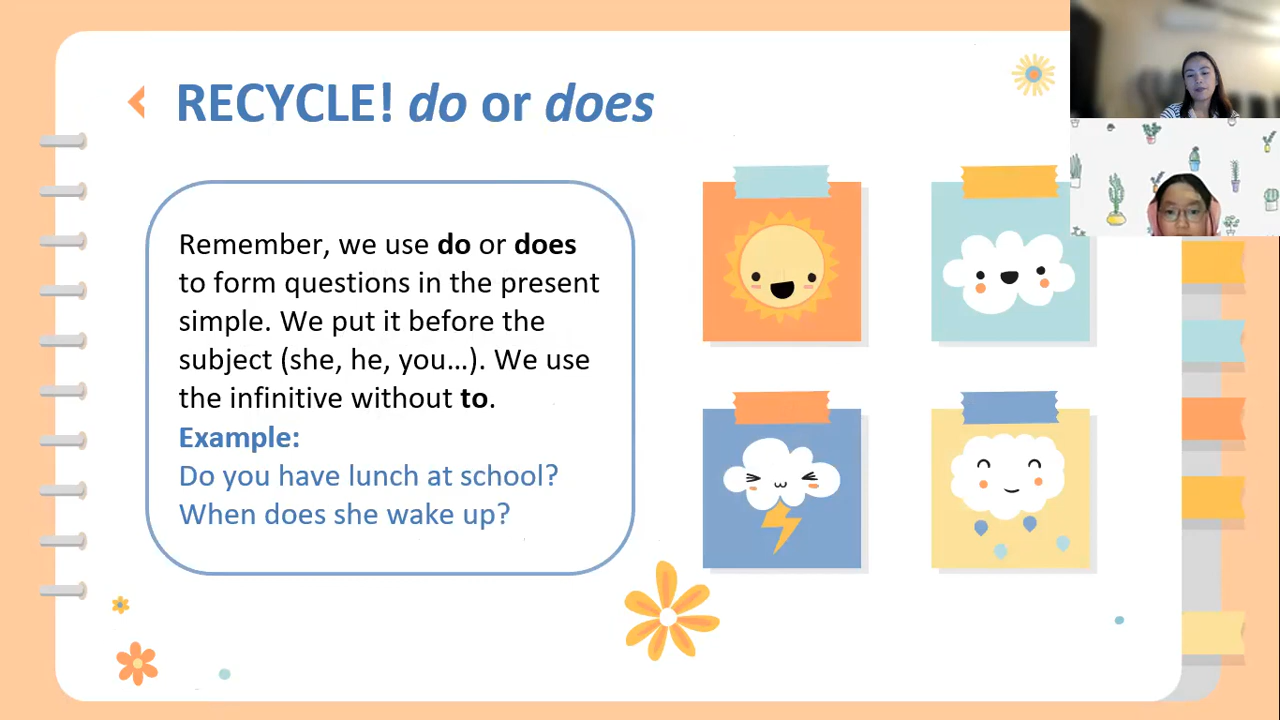 RECYCLE! do or does
Remember, we use do or does
to form questions in the present
simple. We put it before the
subject (she, he, you…). We use
the infinitive without to.
Example:
Do you have lunch at school?
When does she wake up?